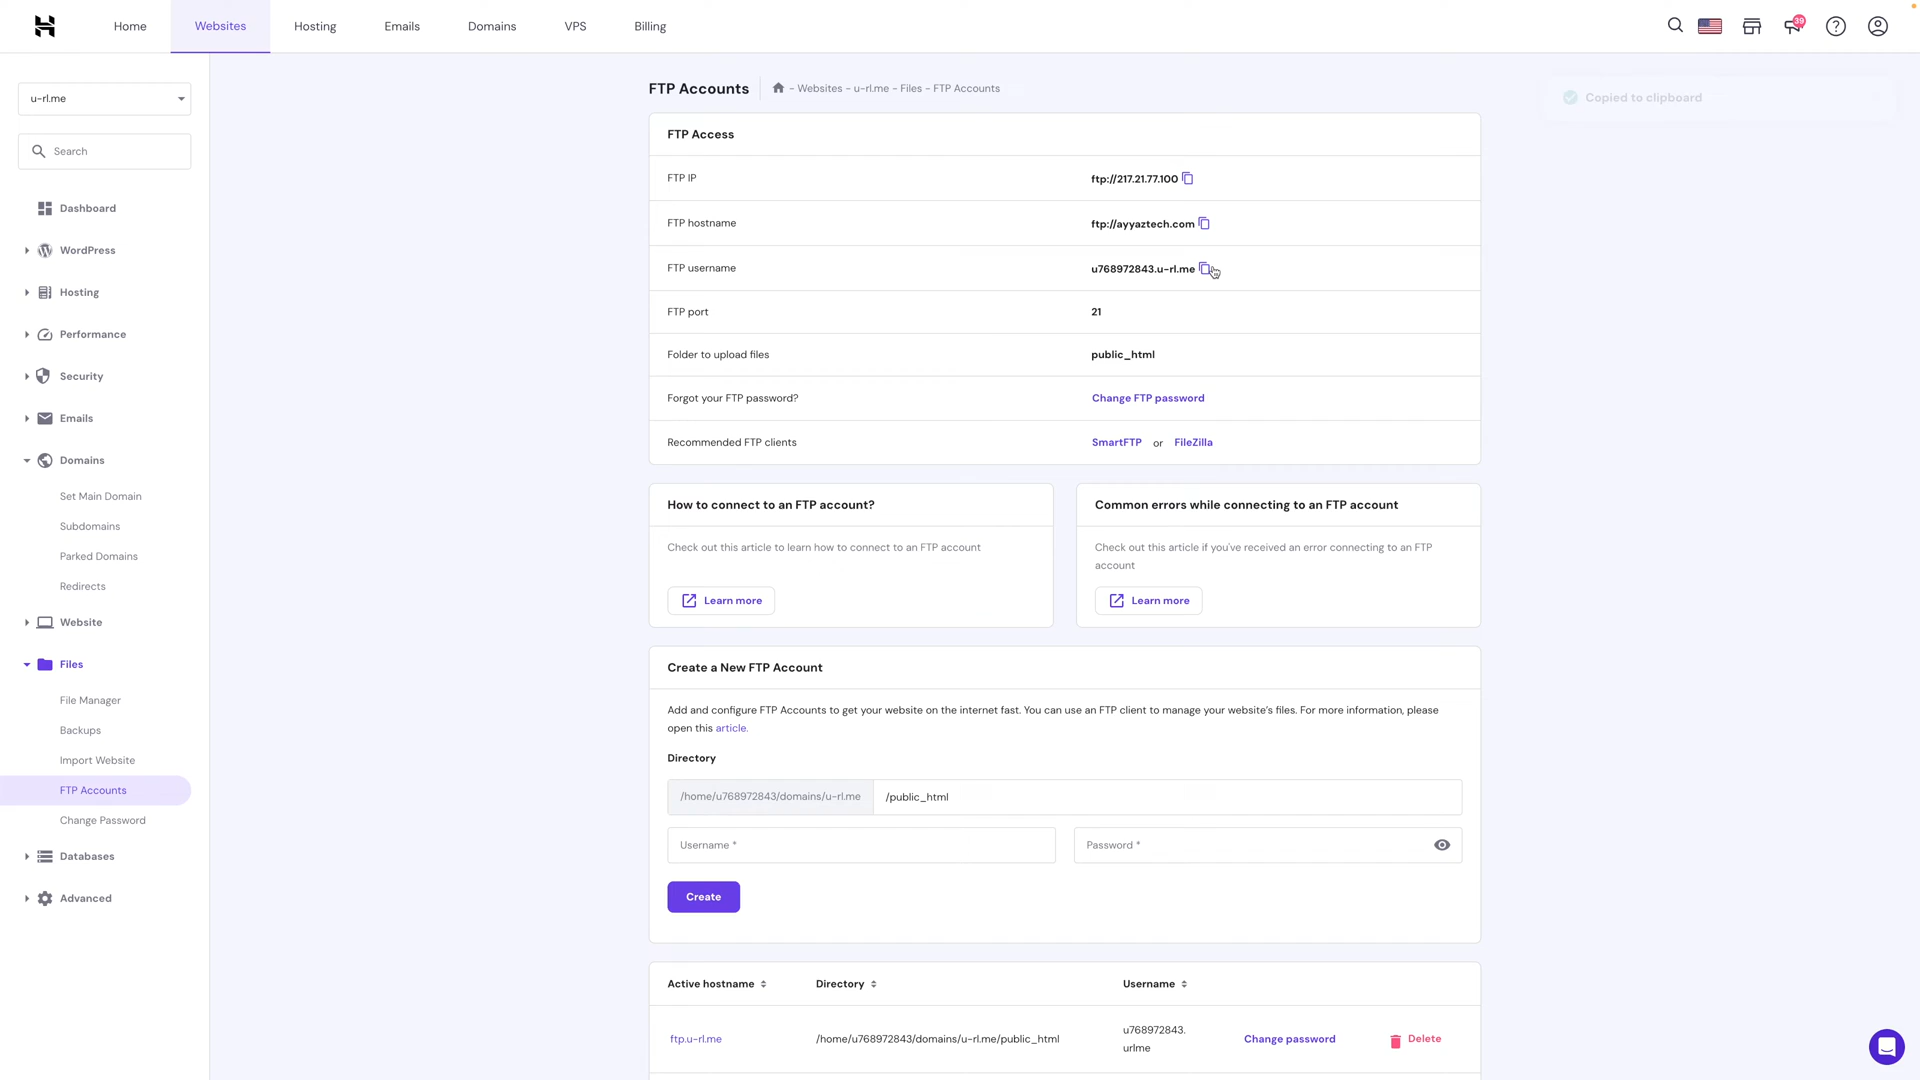 Home
Websites
Hosting
Emails
Domains
VPS
Billing
39
u-rl.me
Search
Dashboard
WordPress
Hosting
Performance
Security
Emails
Domains
Set Main Domain
Subdomains
Parked Domains
Redirects
Website
Files
File Manager
Backups
Import Website
FTP Accounts
Change Password
Databases
Advanced
FTP Accounts
- Websites - u-rl.me - Files - FTP Accounts
Copied to clipboard
FTP Access
FTP IP
ftp://217.21.77.100
FTP hostname
ftp://ayyaztech.com
FTP username
u768972843.u-rl.me
FTP port
21
Folder to upload files
public_html
Forgot your FTP password?
Change FTP password
Recommended FTP clients
SmartFTP or FileZilla
How to connect to an FTP account?
Check out this article to learn how to connect to an FTP account
Learn more
Common errors while connecting to an FTP account
Check out this article if you've received an error connecting to an FTP
account
Learn more
Create a New FTP Account
Add and configure FTP Accounts to get your website on the internet fast. You can use an FTP client to manage your website's files. For more information, please
open this article.
Directory
/home/u768972843/domains/u-rl.me
/public_html
Username *
Password *
Create
Active hostname
Directory
Username
ftp.u-rl.me
/home/u768972843/domains/u-rl.me/public_html
u768972843.
urlme
Change password
Delete